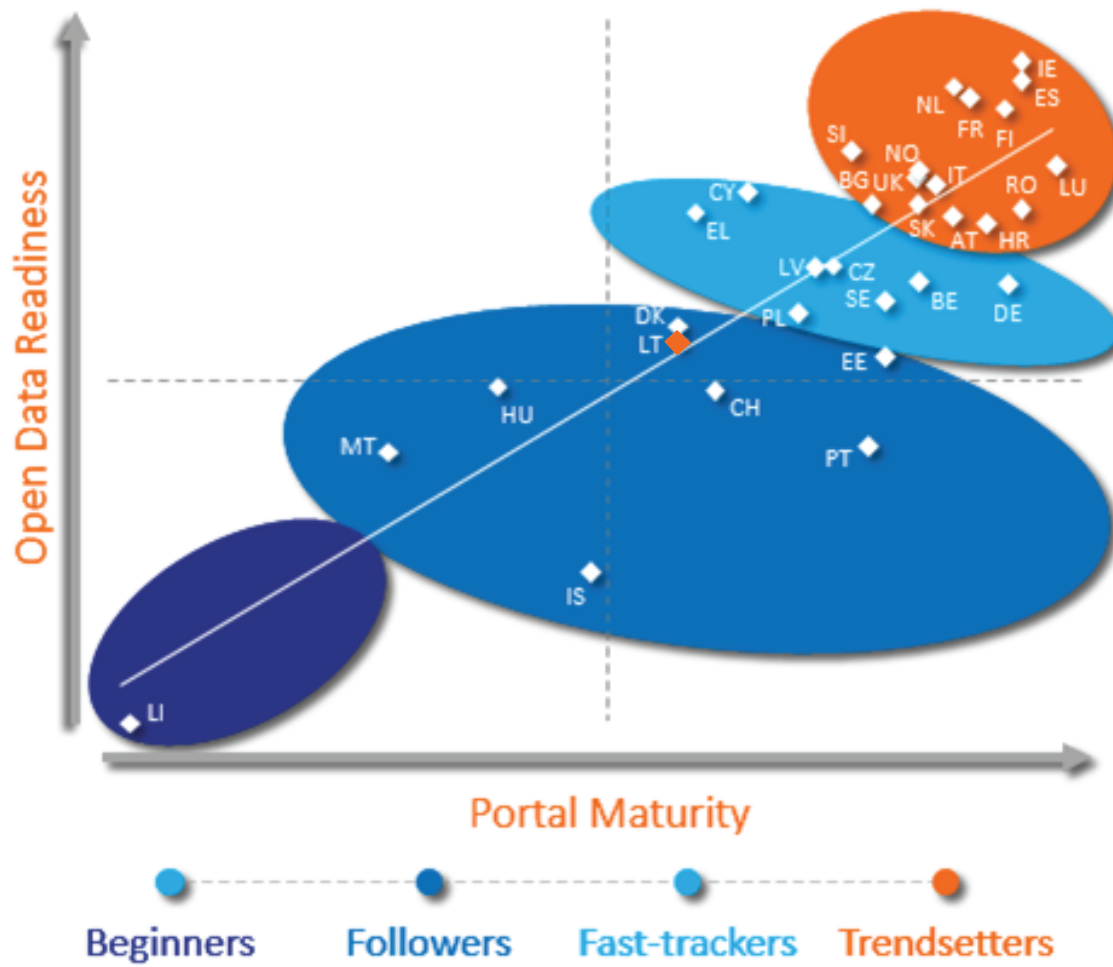 Open Data Readiness
IE
ES
NL
FR
FI
SI
NO
IT
BG
UK
RO
LU
CY
SK
AT
HR
EL
LV
CZ
SE
BE
DE
DK
PL
LT
EE
HU
CH
MT
PT
IS
LI
Portal Maturity
Beginners
Followers
Fast-trackers
Trendsetters